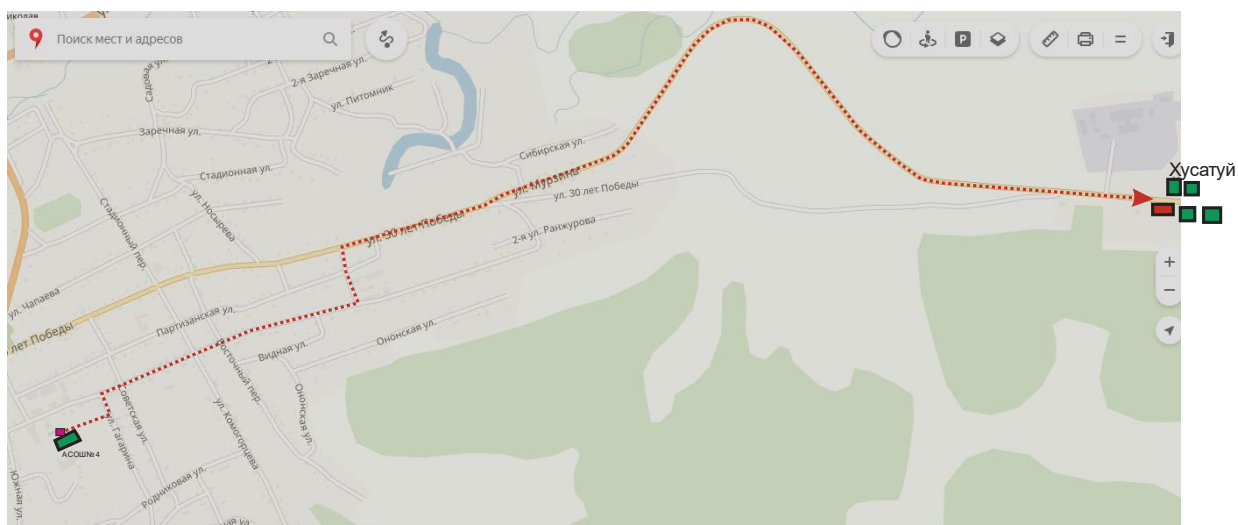 Поиск мест и адресов
P
Садовая ул.
2-я Заречная ул.
ул. Питомник
Заречная ул.
Сибирская ул.
Стадионная ул.
ул. Мурзина
ул. 30 лет Победы
Хусатуй
ул. Носырева
Стадионный пер.
ул. 30 лет Победы
2-я ул. Ранжурова
ул. Чапаева
Партизанская ул.
лет Победы
Ононская ул.
Видная ул.
Восточный пер.
Ононская ул.
Советская ул.
ул. Гагарина
ул. Комогорцева
АСОШ№4
Родниковая ул.
Южная ул.